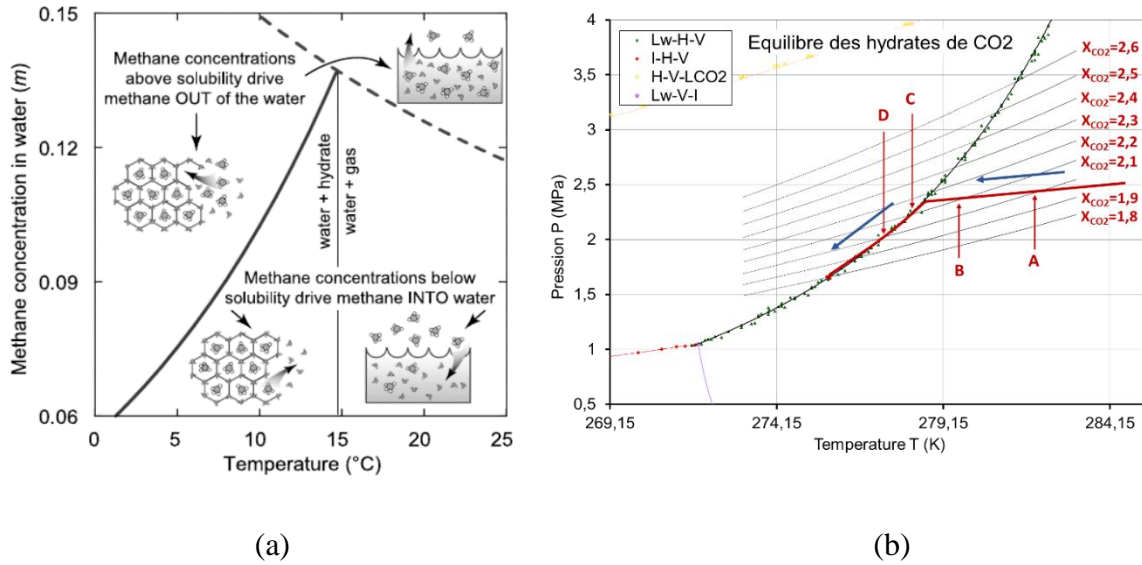 0.15
0.12
0.09
0.06
Methane concentration in water (m)
Methane concentrations
above solubility drive
methane OUT of the water
water + hydrate
water + gas
Methane concentrations below
solubility drive methane INTO water
0
5
10
15
20
25
Temperature (°C)
(a)
4
3,5
3
2,5
2
1,5
1
0,5
Pression P (MPa)
Lw-H-V
I-H-V
H-V-LCO2
Lw-V-I
Equilibre des hydrates de CO2
C
D
B
A
XCO2=2,6
XCO2=2,5
XCO2=2,4
XCO2=2,3
XCO2=2,2
XCO2=2,1
XCO2=1,9
XCO2=1,8
269,15
274,15
279,15
284,15
Temperature T (K)
(b)